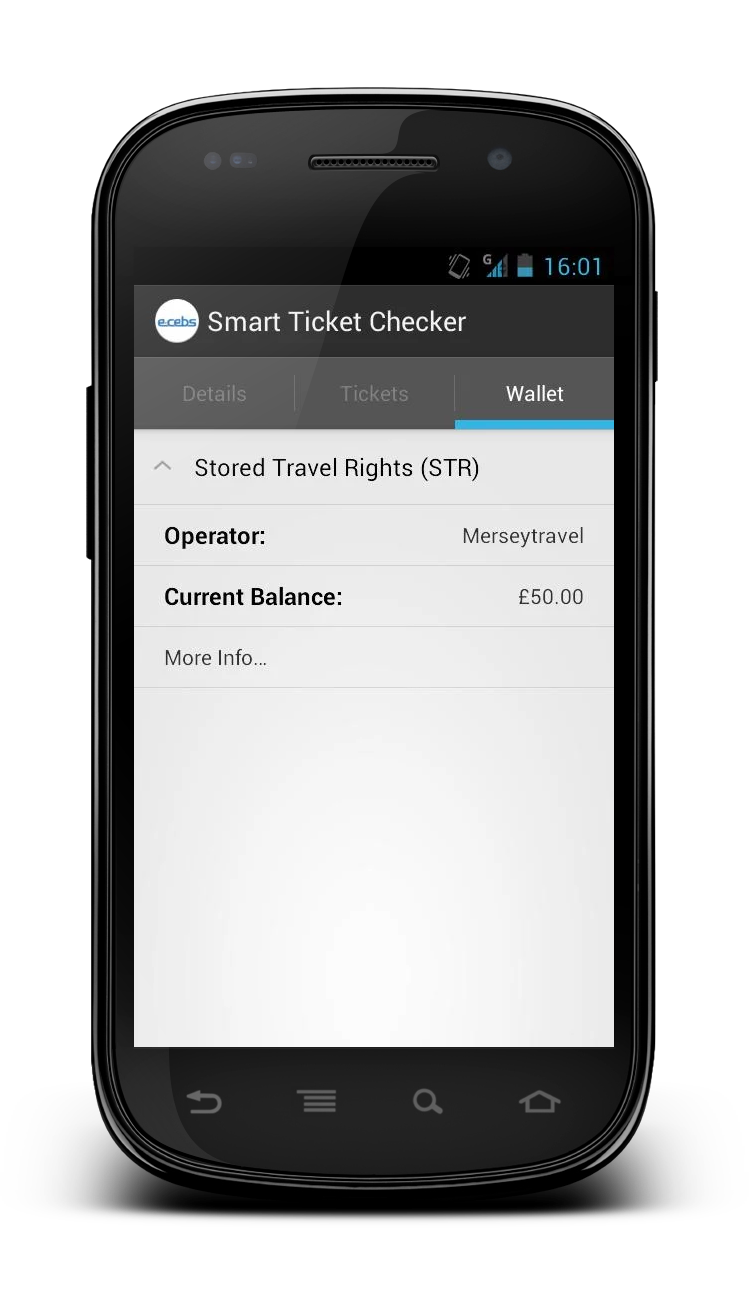 G 16:01
e.cebs Smart Ticket Checker
Details Tickets Wallet
Stored Travel Rights (STR)
Operator: Merseytravel
Current Balance: £50.00
More Info...